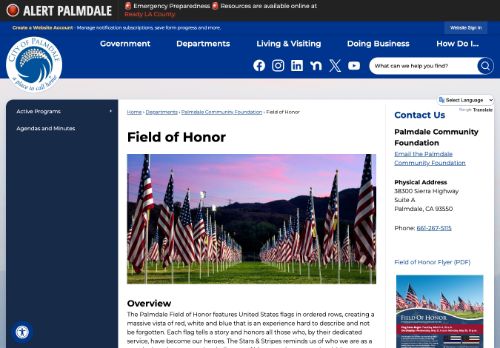 ALERT PALMDALE
Emergency Preparedness Resources are available online at
Ready LA County.
Create a Website Account - Manage notification subscriptions, save form progress and more.
Website Sign In
CITY OF PALMDALE
a place to call home
Government
Departments
Living & Visiting
Doing Business
How Do I...
What can we help you find?
Select Language
Google Translate
Active Programs
Agendas and Minutes
Home › Departments › Palmdale Community Foundation › Field of Honor
Field of Honor
Overview
The Palmdale Field of Honor features United States flags in ordered rows, creating a
massive vista of red, white and blue that is an experience hard to describe and not
be forgotten. Each flag tells a story and honors all those who, by their dedicated
service, have become our heroes. The Stars & Stripes reminds us of who we are as a
Contact Us
Palmdale Community
Foundation
Email the Palmdale
Community Foundation
Physical Address
38300 Sierra Highway
Suite A
Palmdale, CA 93550
Phone: 661-267-5115
Field of Honor Flyer (PDF)
FIELD OF HONOR